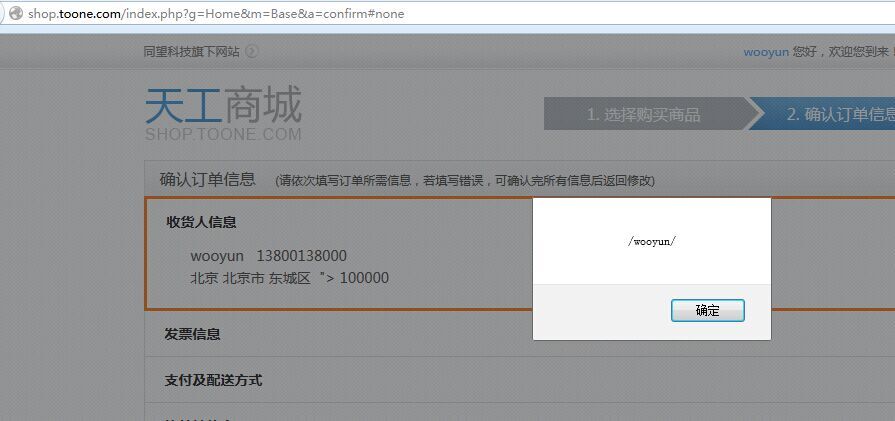 shop.toone.com/index.php?g=Home&m=Base&a=confirm#none
同望科技旗下网站
wooyun 您好，欢迎您到来！
天工商城
SHOP.TOONE.COM
1. 选择购买商品
2. 确认订单信息
确认订单信息 (请依次填写订单所需信息，若填写错误，可确认完所有信息后返回修改)
收货人信息
wooyun 13800138000
北京 北京市 东城区 "> 100000
/wooyun/
确定
发票信息
支付及配送方式